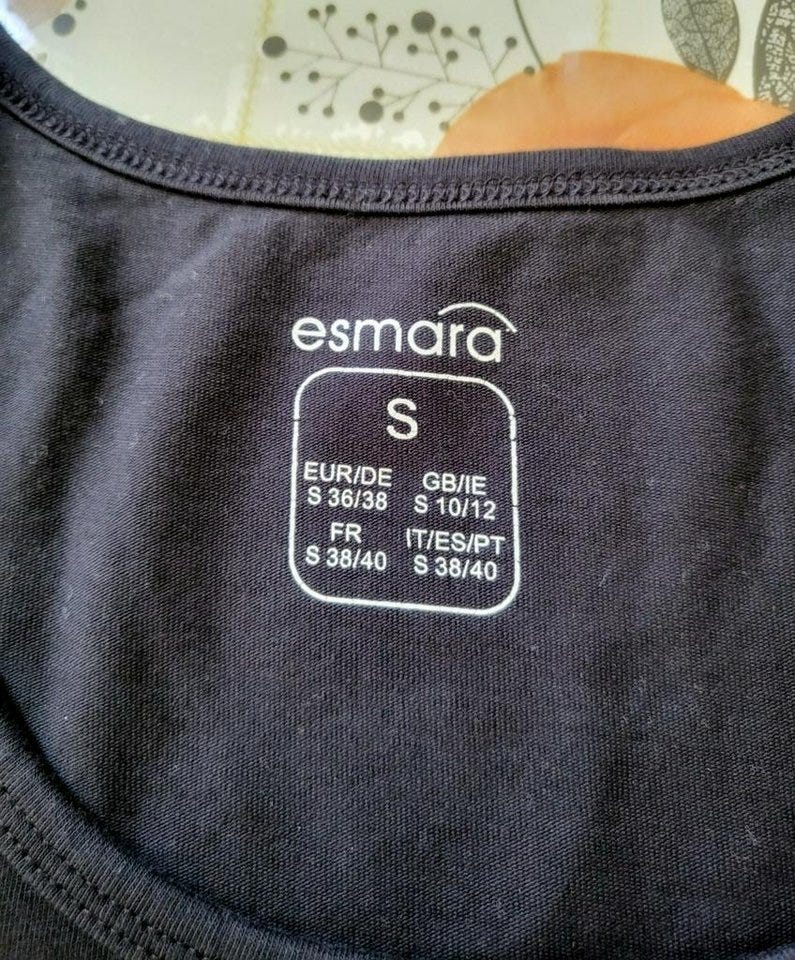 esmara
S
EUR/DE GB/IE
S 36/38 S 10/12
FR IT/ES/PT
S 38/40 S 38/40